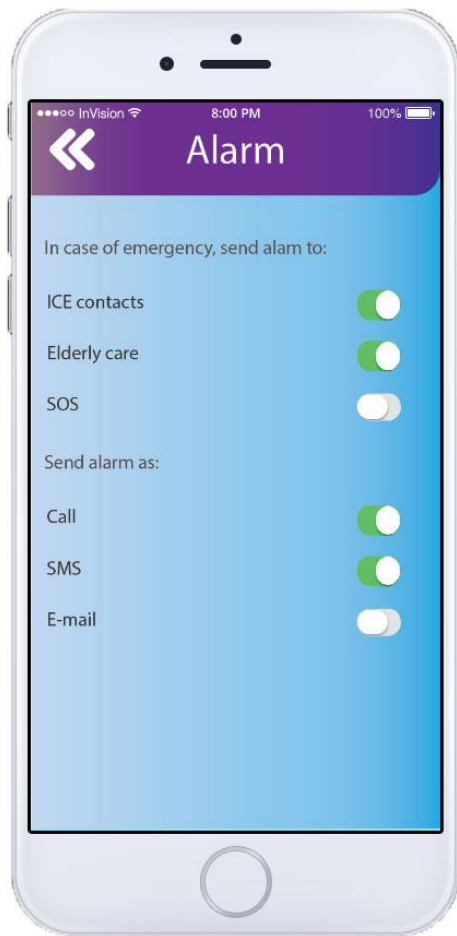 InVision 8:00 PM 100%
Alarm
In case of emergency, send alam to:
ICE contacts
Elderly care
SOS
Send alarm as:
Call
SMS
E-mail